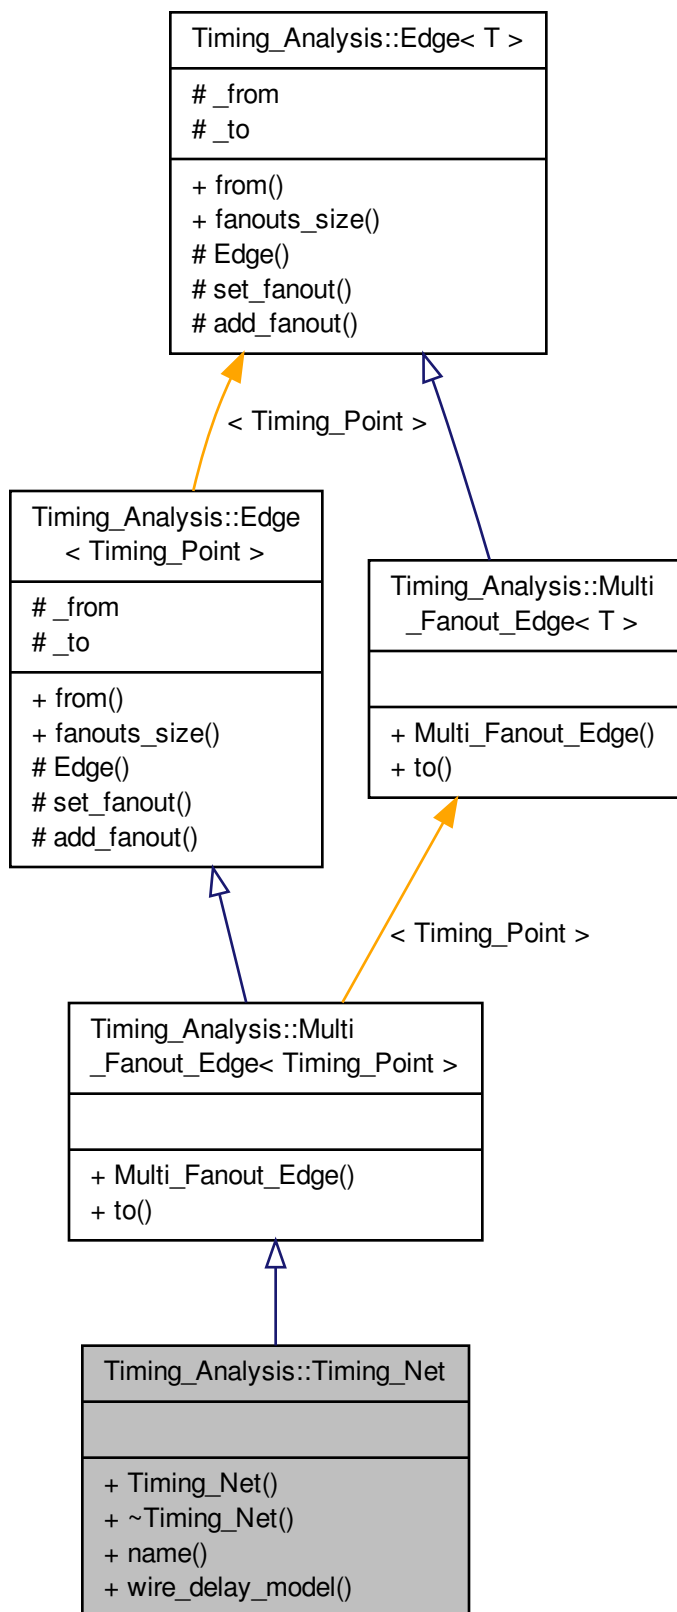 Timing_Analysis::Edge< T >
# _from
# _to
+ from()
+ fanouts_size()
# Edge()
# set_fanout()
# add_fanout()
< Timing_Point >
Timing_Analysis::Edge
< Timing_Point >
# _from
# _to
+ from()
+ fanouts_size()
# Edge()
# set_fanout()
# add_fanout()
Timing_Analysis::Multi
_Fanout_Edge< T >
+ Multi_Fanout_Edge()
+ to()
< Timing_Point >
Timing_Analysis::Multi
_Fanout_Edge< Timing_Point >
+ Multi_Fanout_Edge()
+ to()
Timing_Analysis::Timing_Net
+ Timing_Net()
+ ~Timing_Net()
+ name()
+ wire_delay_model()